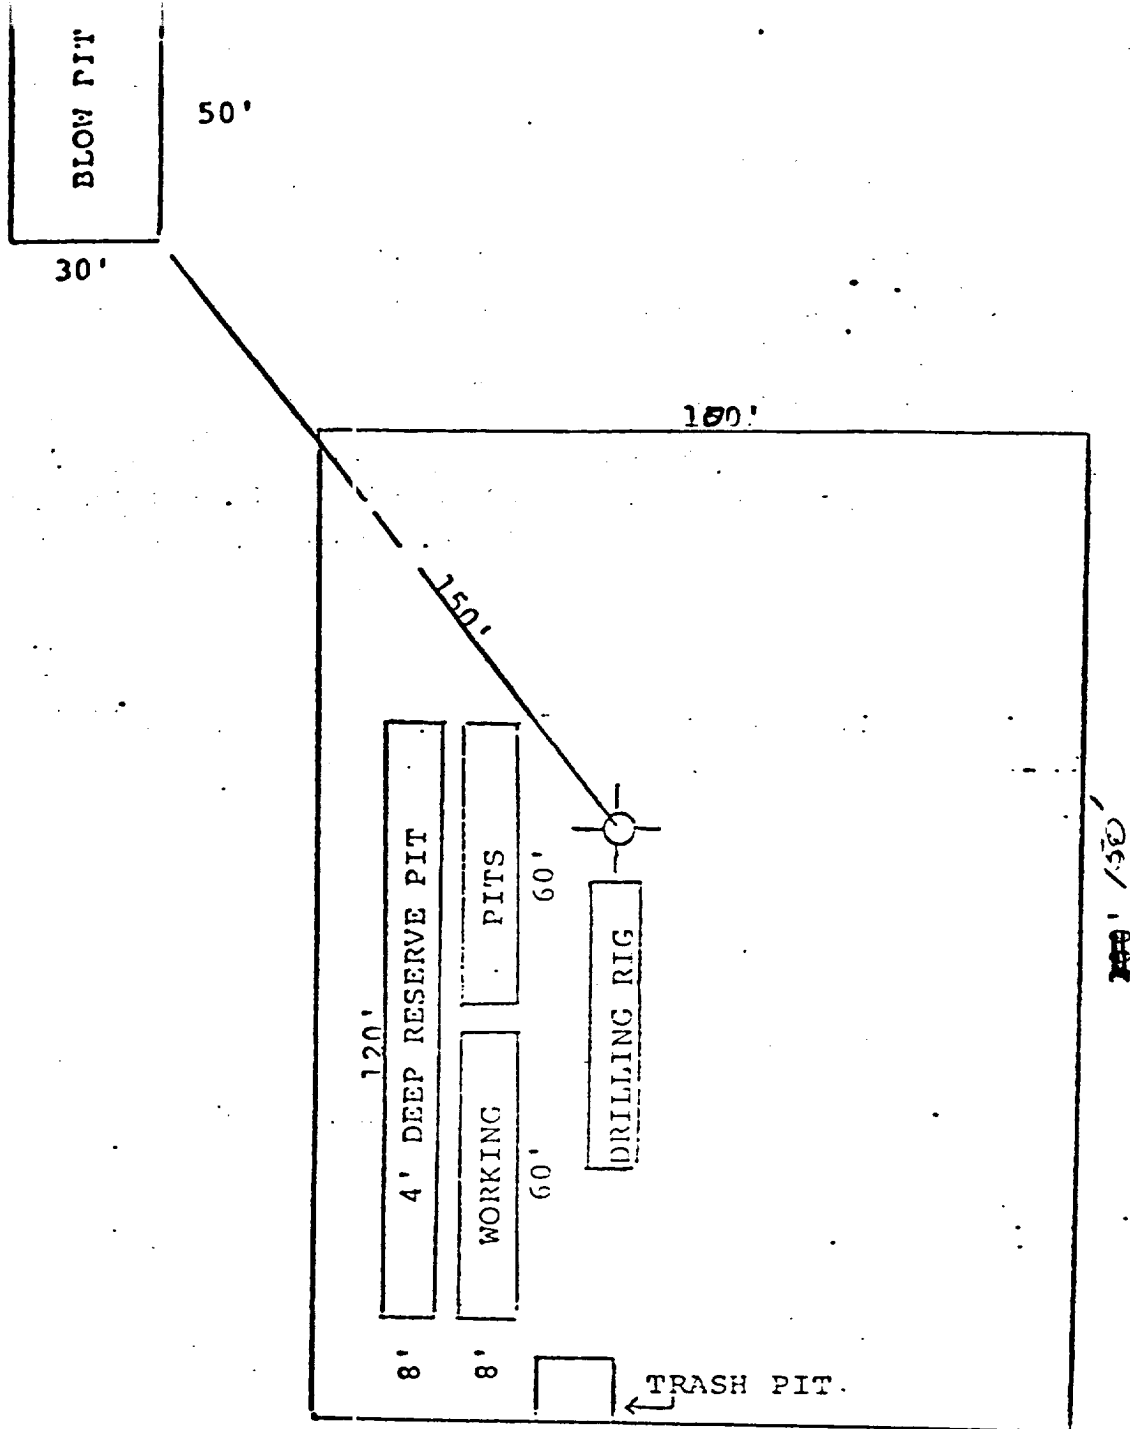 BLOW PIT
50'
30'
150'
120'
4' DEEP RESERVE PIT
PITS
60'
WORKING
60'
DRILLING RIG
8'
8'
TRASH PIT.